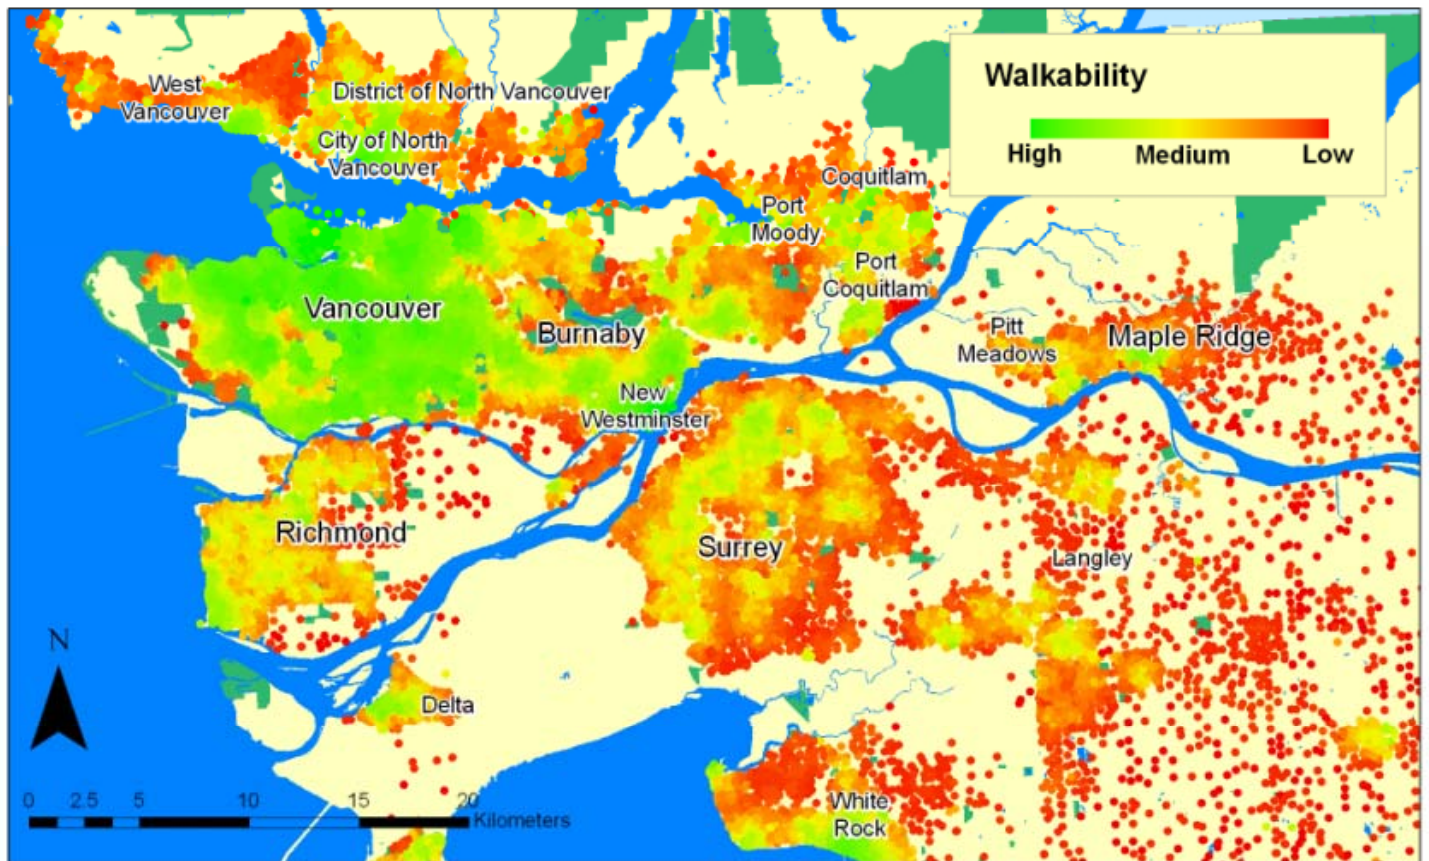 Walkability
High Medium Low
West
Vancouver
District of North Vancouver
City of North
Vancouver
Coquitlam
Port
Moody
Port
Coquitlam
Vancouver
Burnaby
Pitt
Meadows
Maple Ridge
New
Westminster
Richmond
Surrey
Langley
N
Delta
White
Rock
0 2.5 5 10 15 20
Kilometers